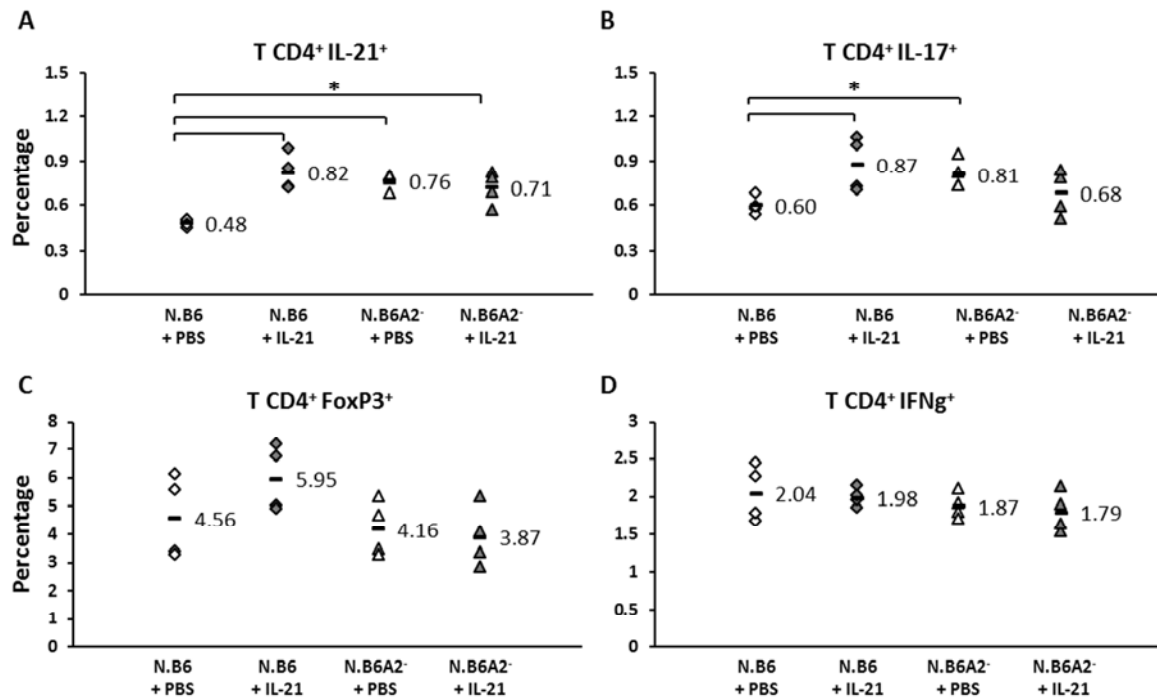 A
T CD4⁺ IL-21⁺
Percentage
1.5
1.2
0.9
0.6
0.3
0
*
0.48
0.82
0.76
0.71
N.B6 + PBS
N.B6 + IL-21
N.B6A2⁻ + PBS
N.B6A2⁻ + IL-21
B
T CD4⁺ IL-17⁺
1.5
1.2
0.9
0.6
0.3
0
*
0.60
0.87
0.81
0.68
N.B6 + PBS
N.B6 + IL-21
N.B6A2⁻ + PBS
N.B6A2⁻ + IL-21
C
T CD4⁺ FoxP3⁺
Percentage
8
7
6
5
4
3
2
1
0
4.56
5.95
4.16
3.87
N.B6 + PBS
N.B6 + IL-21
N.B6A2⁻ + PBS
N.B6A2⁻ + IL-21
D
T CD4⁺ IFNg⁺
3
2.5
2
1.5
1
0.5
0
2.04
1.98
1.87
1.79
N.B6 + PBS
N.B6 + IL-21
N.B6A2⁻ + PBS
N.B6A2⁻ + IL-21